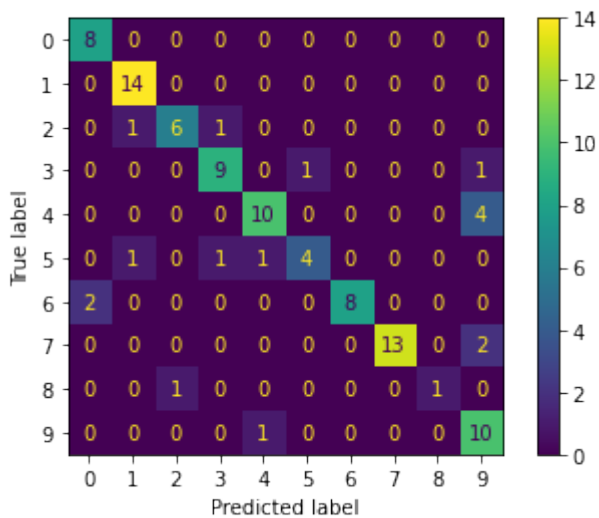 0 8 0 0 0 0 0 0 0 0 0
1 0 14 0 0 0 0 0 0 0 0
2 0 1 6 1 0 0 0 0 0 0
3 0 0 0 9 0 1 0 0 0 1
4 0 0 0 0 10 0 0 0 0 4
5 0 1 0 1 1 4 0 0 0 0
6 2 0 0 0 0 0 8 0 0 0
7 0 0 0 0 0 0 0 13 0 2
8 0 0 1 0 0 0 0 0 1 0
9 0 0 0 0 1 0 0 0 0 10
0 1 2 3 4 5 6 7 8 9
True label
Predicted label
14
12
10
8
6
4
2
0